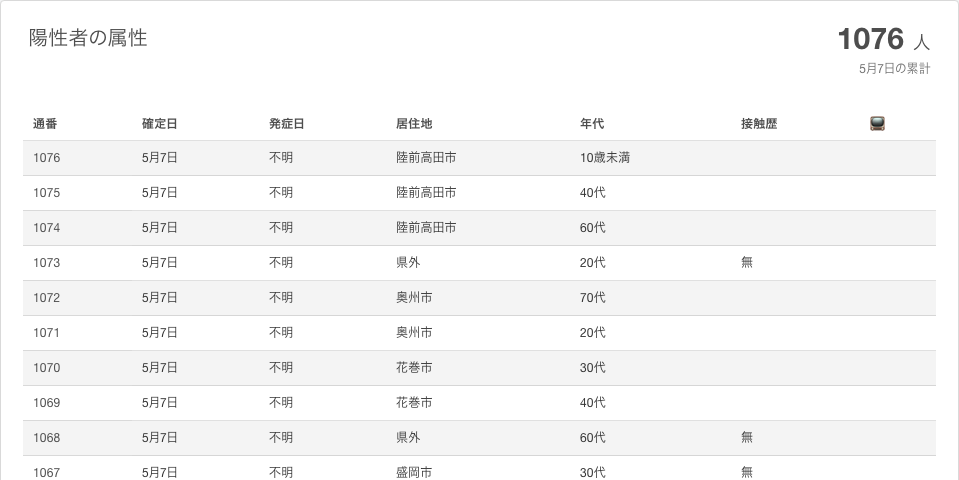 陽性者の属性
1076 人
5月7日の累計
通番 確定日 発症日 居住地 年代 接触歴
1076 5月7日 不明 陸前高田市 10歳未満
1075 5月7日 不明 陸前高田市 40代
1074 5月7日 不明 陸前高田市 60代
1073 5月7日 不明 県外 20代 無
1072 5月7日 不明 奥州市 70代
1071 5月7日 不明 奥州市 20代
1070 5月7日 不明 花巻市 30代
1069 5月7日 不明 花巻市 40代
1068 5月7日 不明 県外 60代 無
1067 5月7日 不明 盛岡市 30代 無